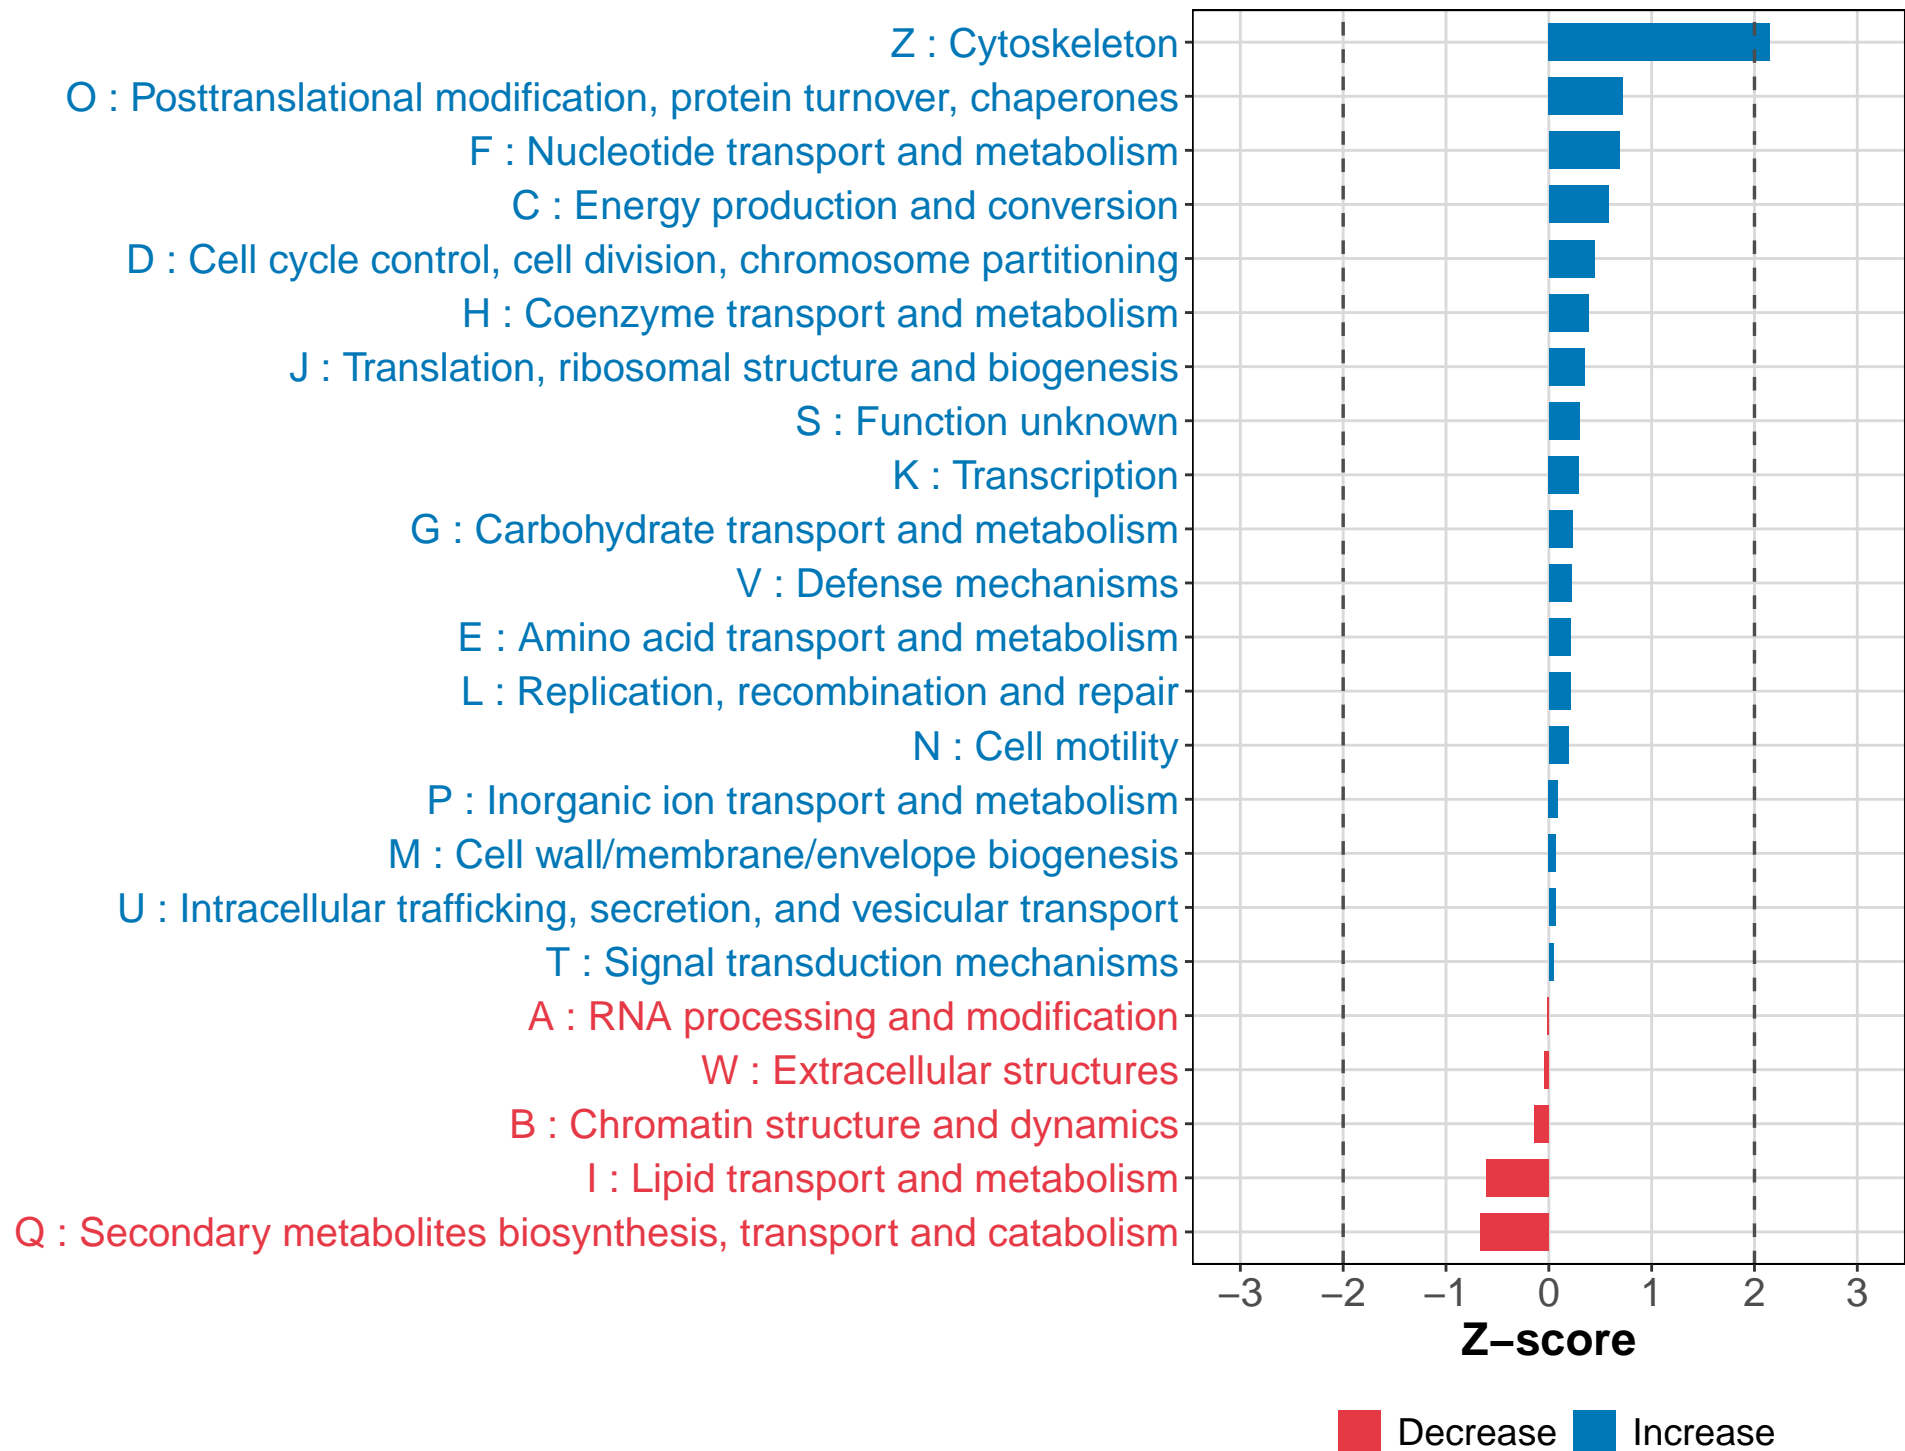 Z : Cytoskeleton
O : Posttranslational modification, protein turnover, chaperones
F : Nucleotide transport and metabolism
C : Energy production and conversion
D : Cell cycle control, cell division, chromosome partitioning
H : Coenzyme transport and metabolism
J : Translation, ribosomal structure and biogenesis
S : Function unknown
K : Transcription
G : Carbohydrate transport and metabolism
V : Defense mechanisms
E : Amino acid transport and metabolism
L : Replication, recombination and repair
N : Cell motility
P : Inorganic ion transport and metabolism
M : Cell wall/membrane/envelope biogenesis
U : Intracellular trafficking, secretion, and vesicular transport
T : Signal transduction mechanisms
A : RNA processing and modification
W : Extracellular structures
B : Chromatin structure and dynamics
I : Lipid transport and metabolism
Q : Secondary metabolites biosynthesis, transport and catabolism
−3 −2 −1 0 1 2 3
Z−score
Decrease Increase